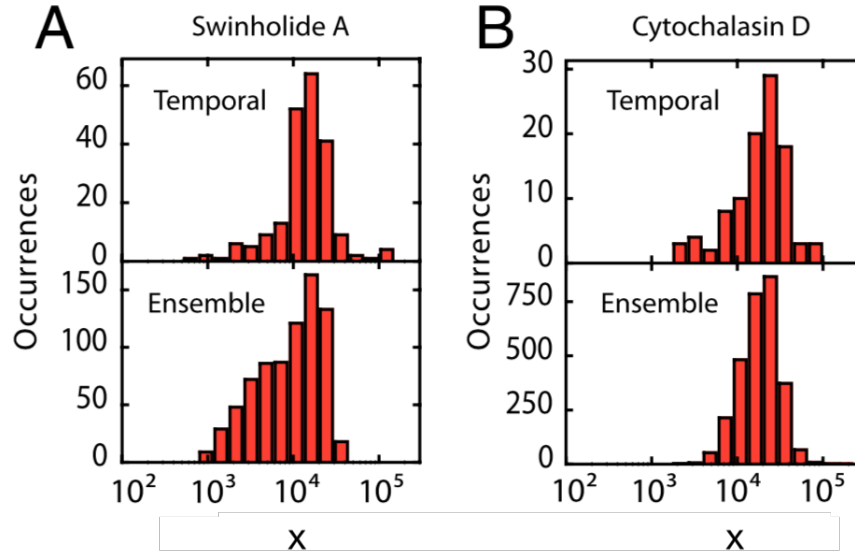 A Swinholide A
Occurrences
Temporal
60
40
20
0
Ensemble
150
100
50
0
10² 10³ 10⁴ 10⁵
x
B Cytochalasin D
Occurrences
Temporal
30
20
10
0
Ensemble
750
500
250
0
10² 10³ 10⁴ 10⁵
x